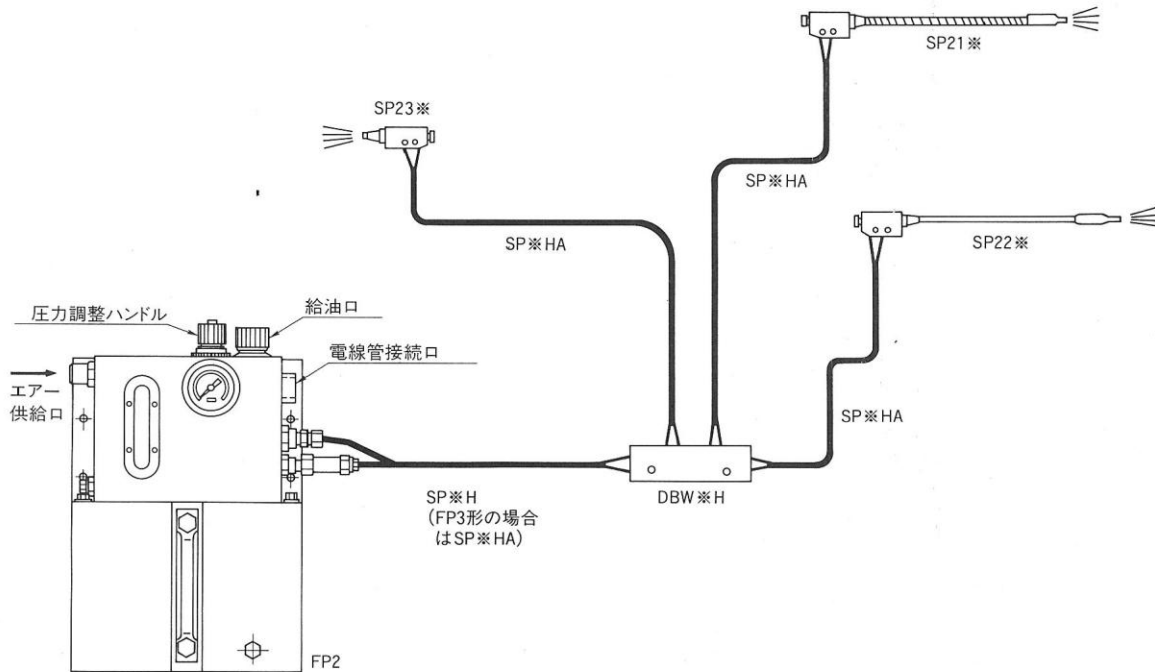 SP21※
SP23※
SP※HA
SP※HA
SP22※
圧力調整ハンドル
給油口
電線管接続口
エアー
供給口
SP※HA
SP※H
(FP3形の場合
はSP※HA)
DBW※H
FP2